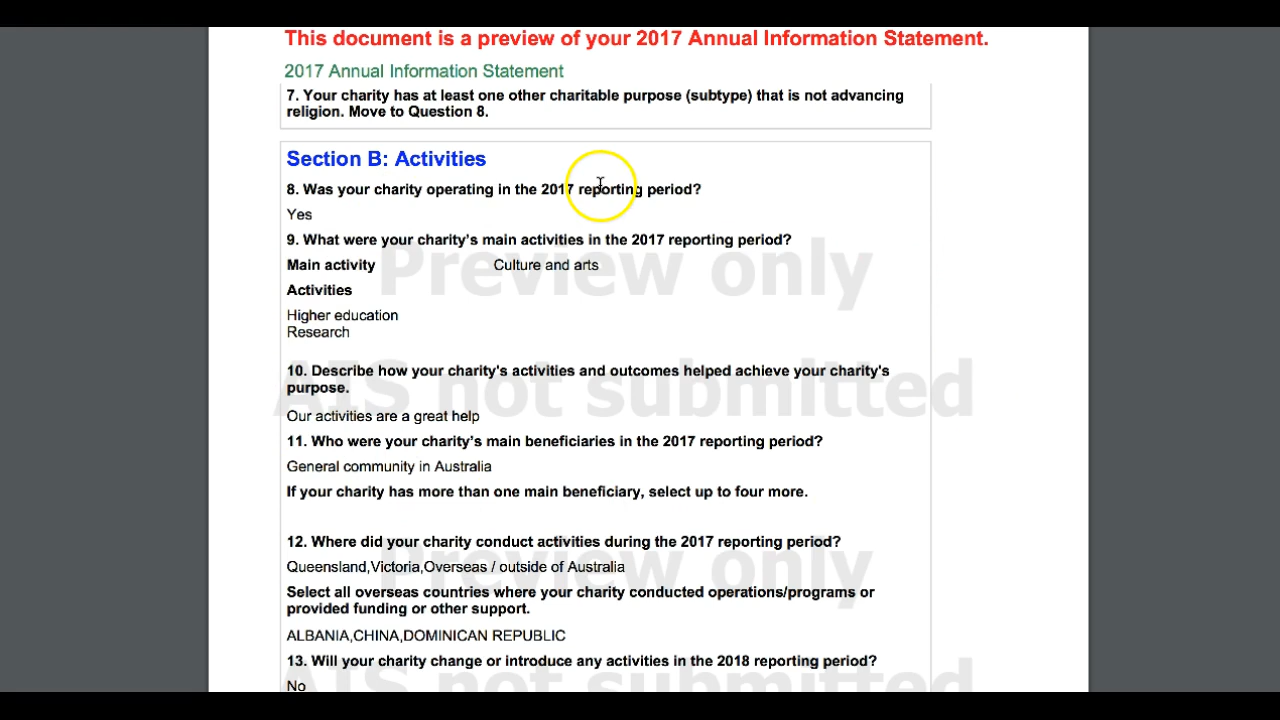 This document is a preview of your 2017 Annual Information Statement.
2017 Annual Information Statement
7. Your charity has at least one other charitable purpose (subtype) that is not advancing
religion. Move to Question 8.
Section B: Activities
8. Was your charity operating in the 2017 reporting period?
Yes
9. What were your charity's main activities in the 2017 reporting period?
Main activity Culture and arts
Preview only
Activities
Higher education
Research
10. Describe how your charity's activities and outcomes helped achieve your charity's
purpose.
AIS not submitted
Our activities are a great help
11. Who were your charity's main beneficiaries in the 2017 reporting period?
General community in Australia
If your charity has more than one main beneficiary, select up to four more.
12. Where did your charity conduct activities during the 2017 reporting period?
Queensland,Victoria,Overseas / outside of Australia
Preview only
Select all overseas countries where your charity conducted operations/programs or
provided funding or other support.
ALBANIA,CHINA,DOMINICAN REPUBLIC
13. Will your charity change or introduce any activities in the 2018 reporting period?
No
AIS not submitted